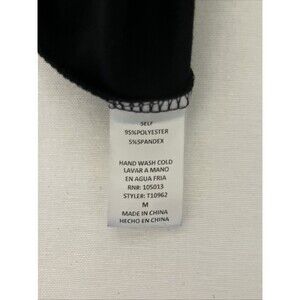 SELF
95%POLYESTER
5%SPANDEX
HAND WASH COLD
LAVAR A MANO
EN AGUA FRIA
RN#: 105013
STYLER: T10962
M
MADE IN CHINA
HECHO EN CHINA